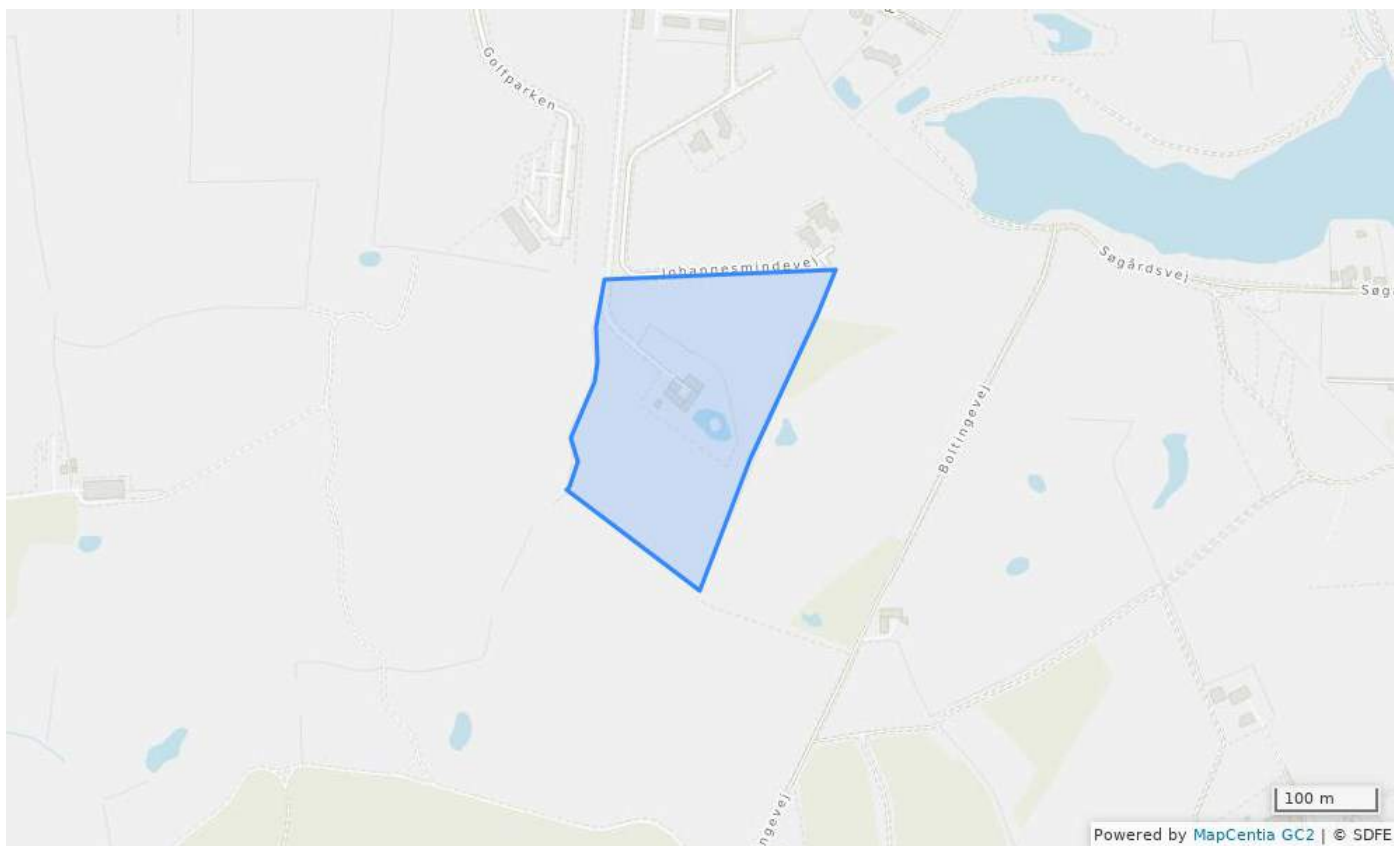 Golfparken
Johannesmindevej
Søgårdsvej
Søg
Boltingevej
ngevej
100 m
Powered by MapCentia GC2 | © SDFE